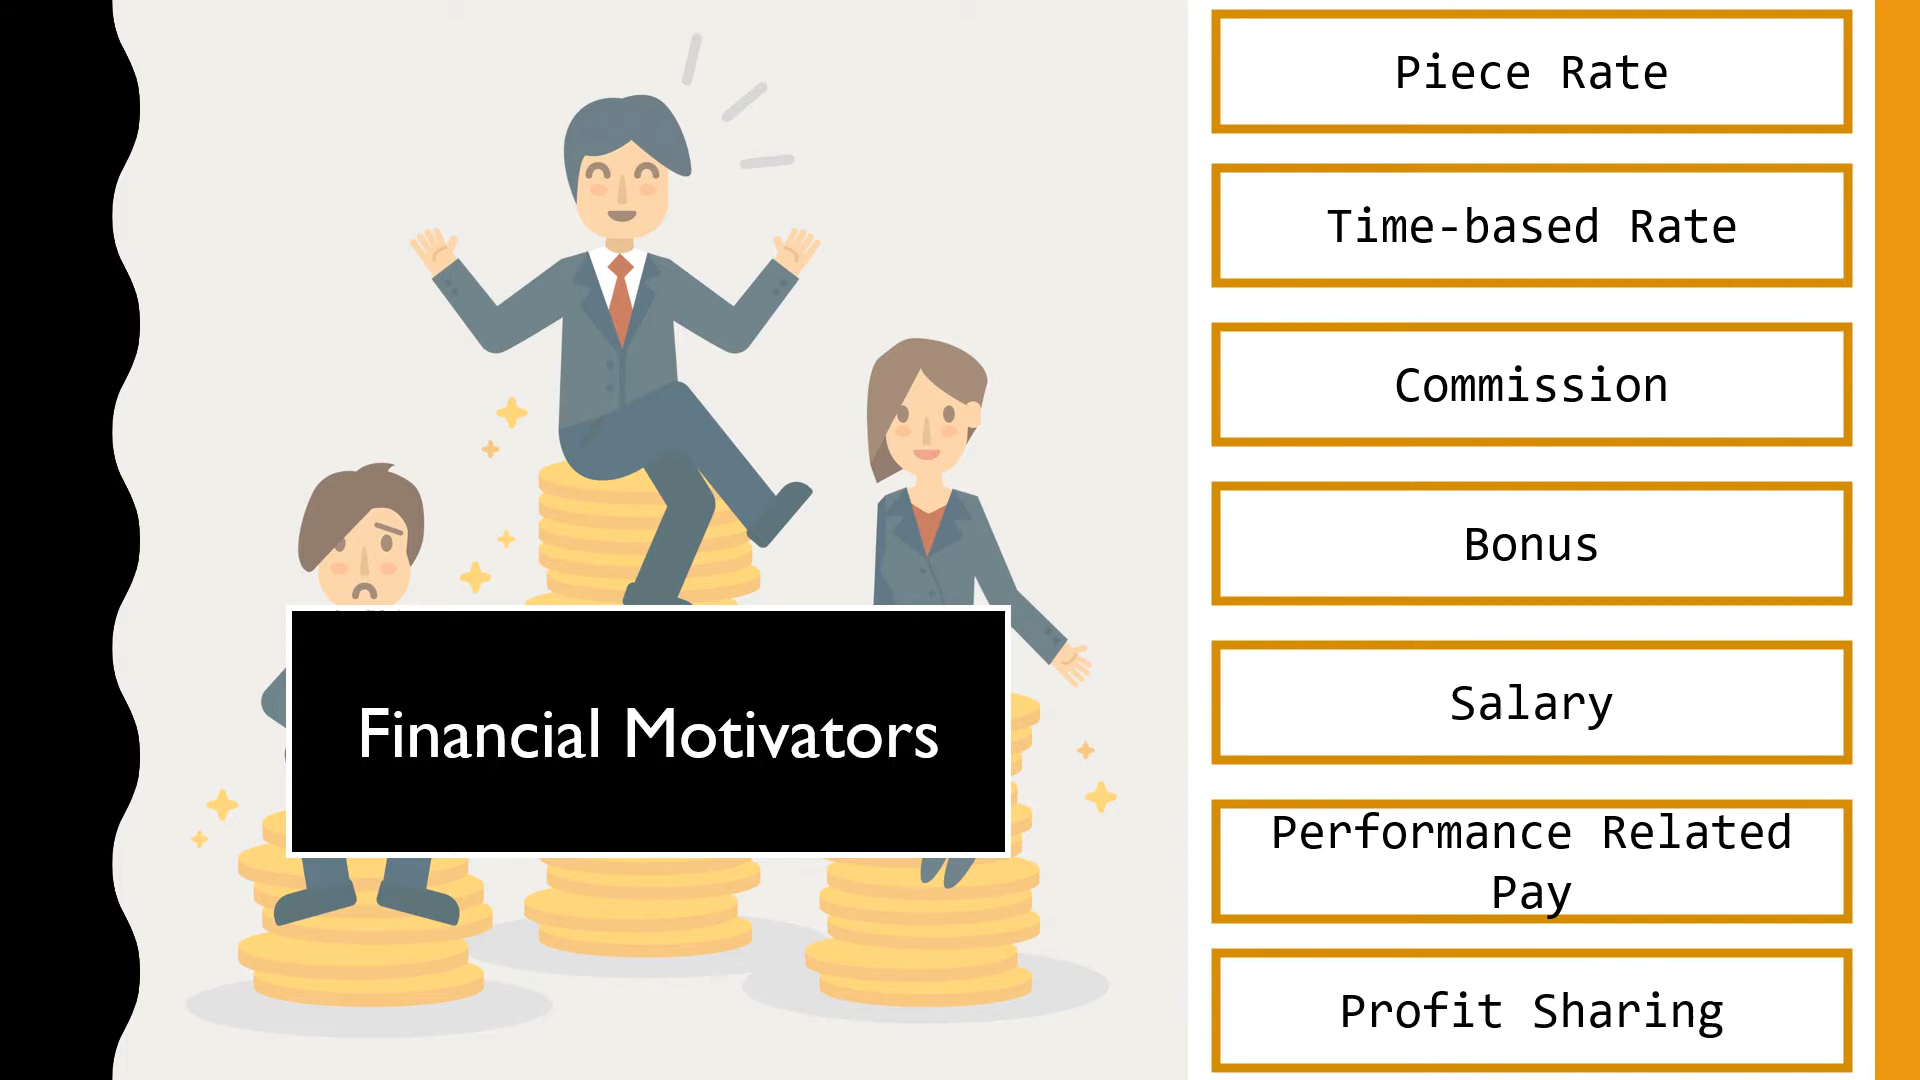 Financial Motivators
Piece Rate
Time-based Rate
Commission
Bonus
Salary
Performance Related
Pay
Profit Sharing